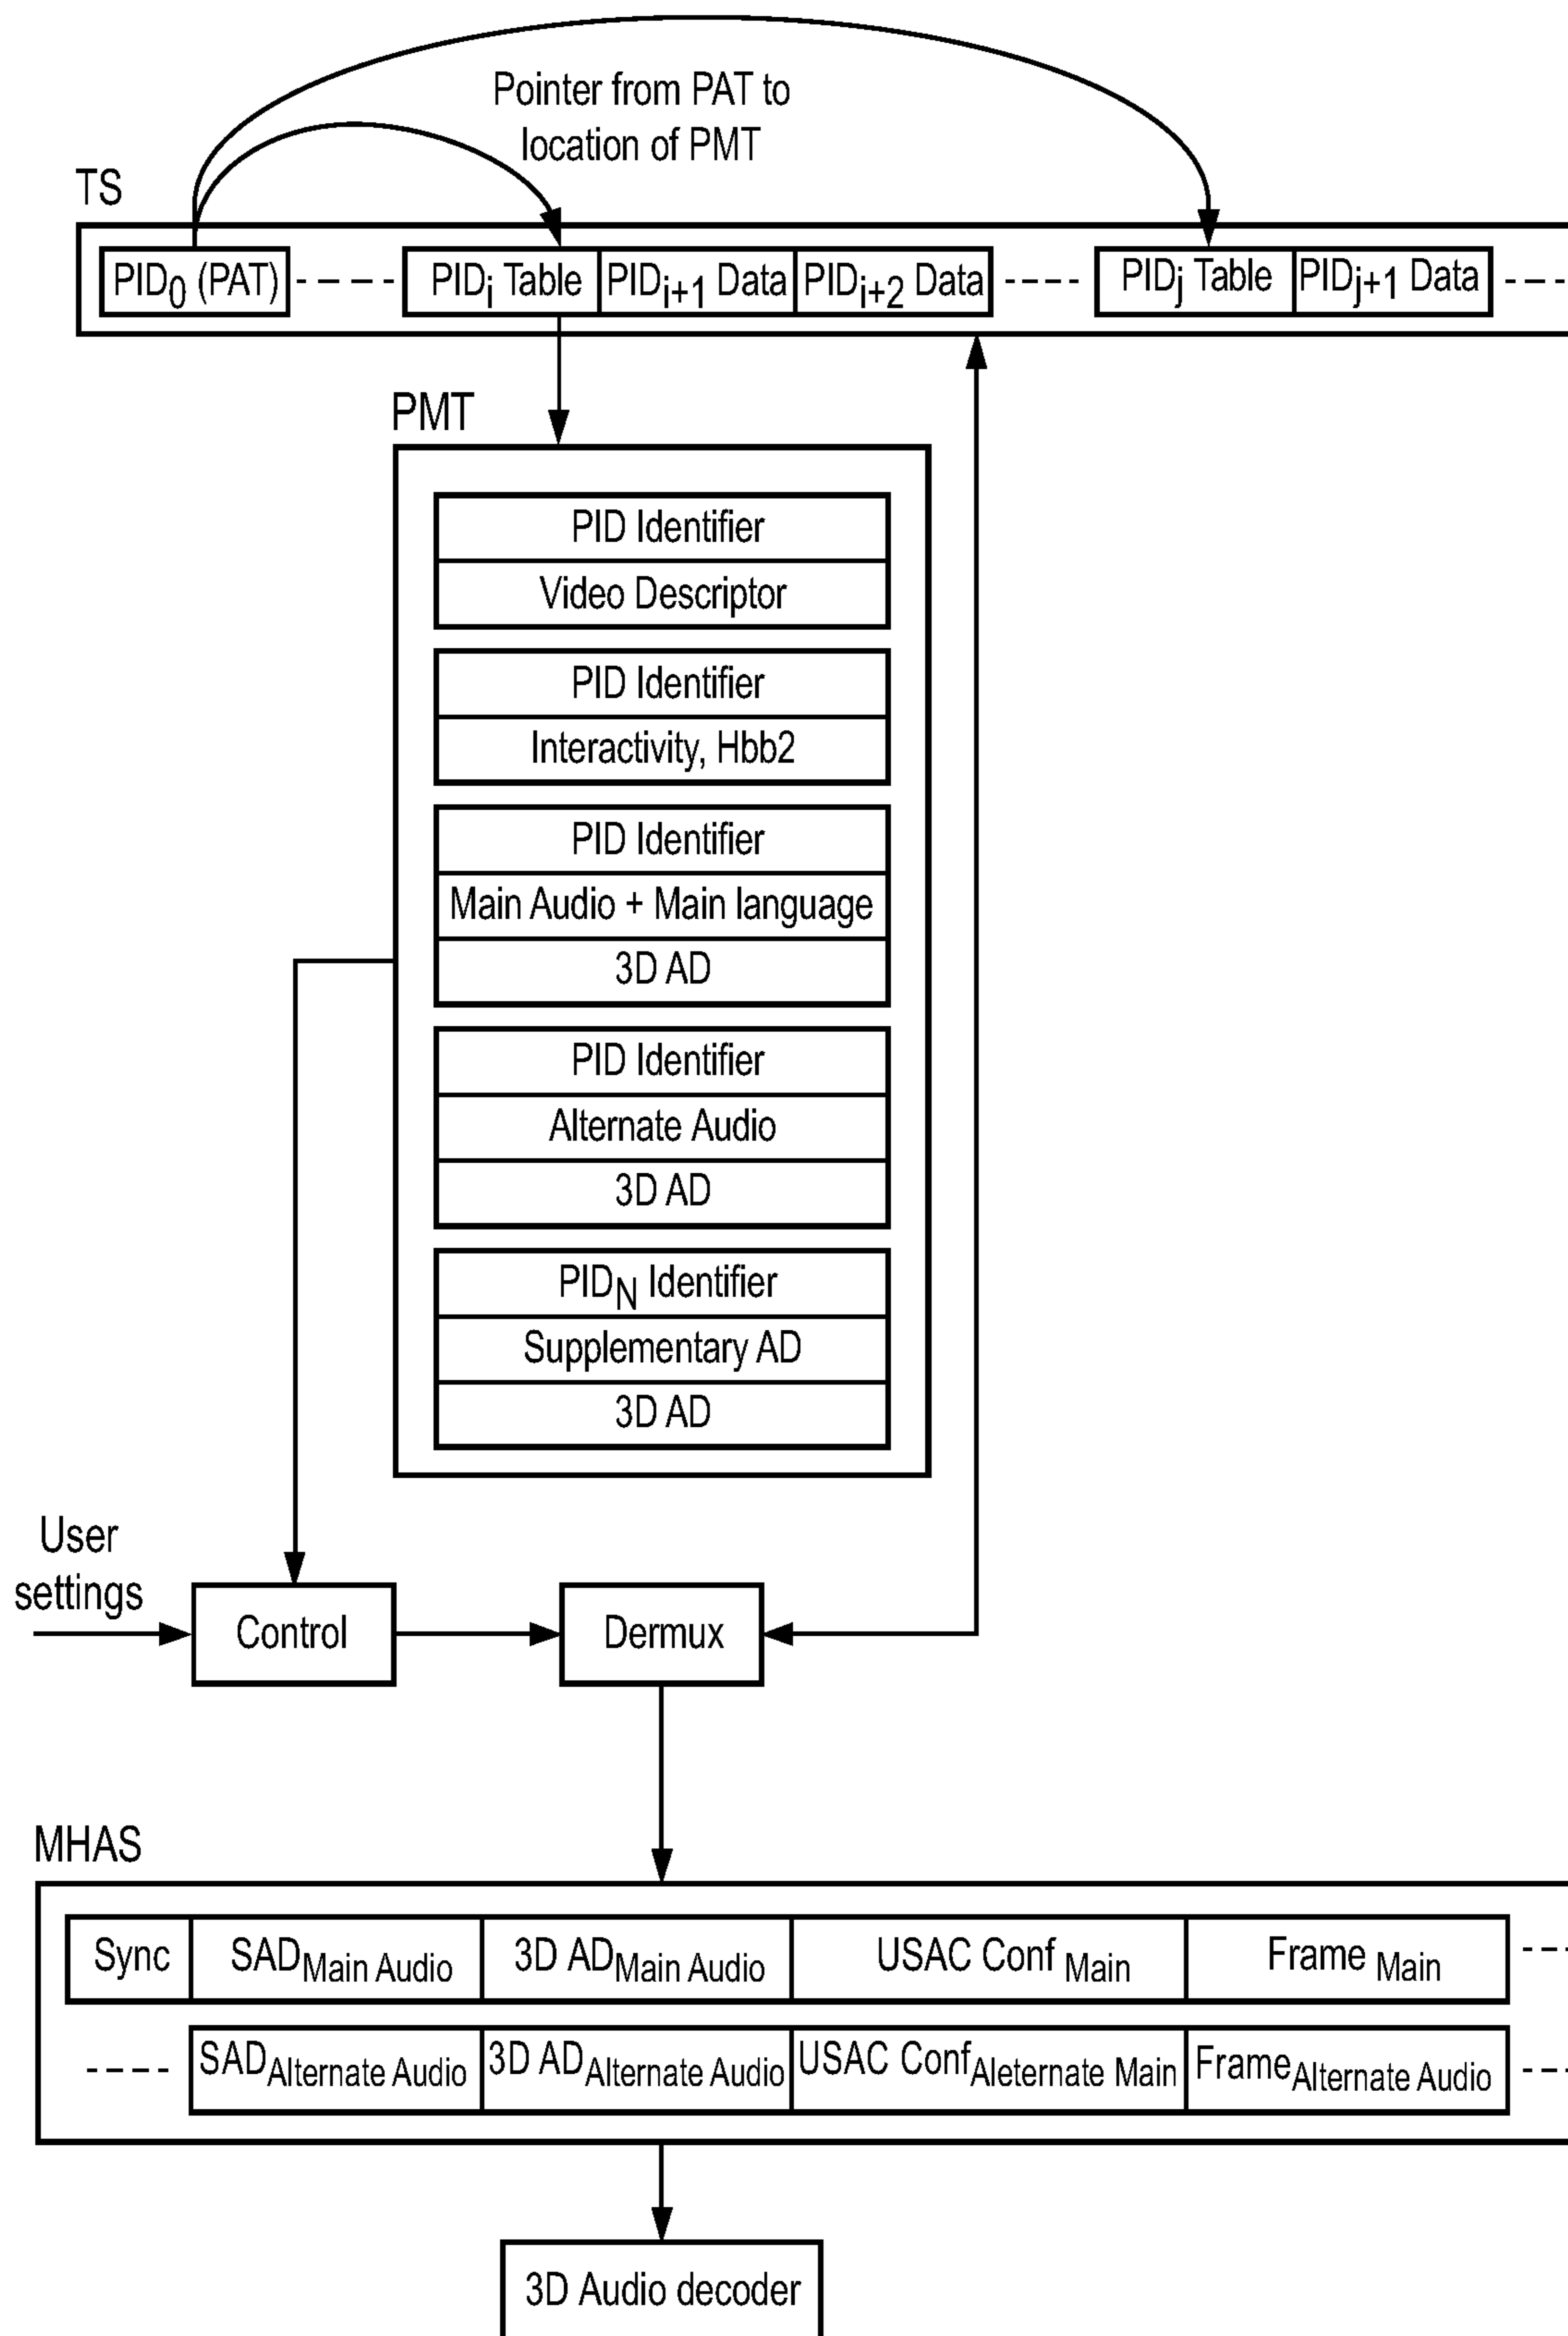 Pointer from PAT to
location of PMT
TS
PID0 (PAT)
PIDi Table
PIDi+1 Data
PIDi+2 Data
PIDj Table
PIDj+1 Data
PMT
PID Identifier
Video Descriptor
PID Identifier
Interactivity, Hbb2
PID Identifier
Main Audio + Main language
3D AD
PID Identifier
Alternate Audio
3D AD
PIDN Identifier
Supplementary AD
3D AD
User
settings
Control
Dermux
MHAS
Sync
SADMain Audio
3D ADMain Audio
USAC Conf Main
Frame Main
SADAlternate Audio
3D ADAlternate Audio
USAC ConfAleternate Main
FrameAlternate Audio
3D Audio decoder